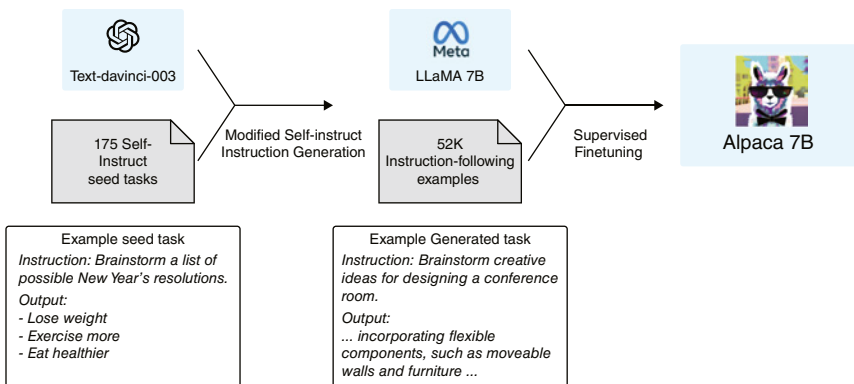 Text-davinci-003
175 Self-
Instruct
seed tasks
Modified Self-instruct
Instruction Generation
Meta
LLaMA 7B
52K
Instruction-following
examples
Supervised
Finetuning
Alpaca 7B
Example seed task
Instruction: Brainstorm a list of
possible New Year's resolutions.
Output:
- Lose weight
- Exercise more
- Eat healthier
Example Generated task
Instruction: Brainstorm creative
ideas for designing a conference
room.
Output:
... incorporating flexible
components, such as moveable
walls and furniture ...